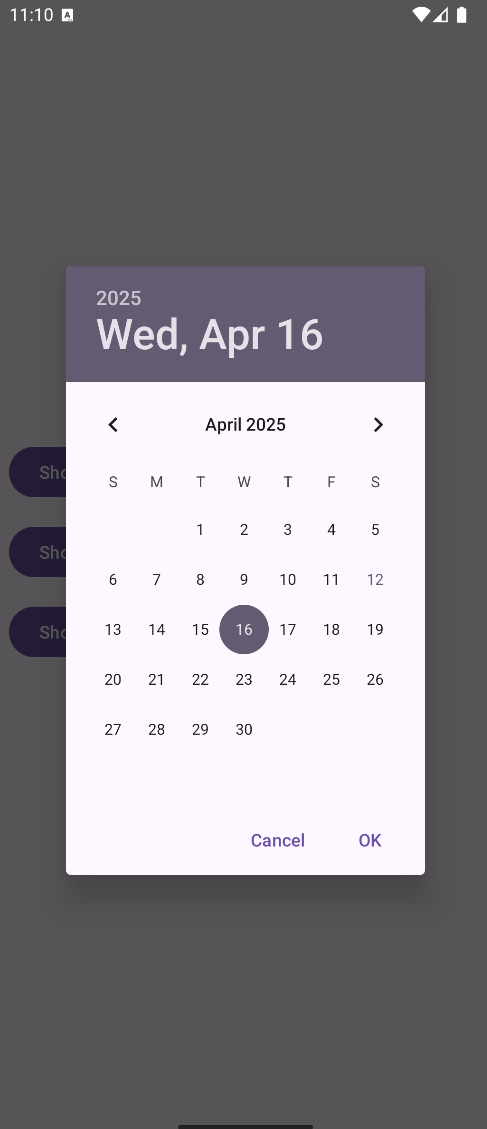 11:10 A
2025
Wed, Apr 16
April 2025
S M T W T F S
1 2 3 4 5
6 7 8 9 10 11 12
Sho
13 14 15 16 17 18 19
20 21 22 23 24 25 26
27 28 29 30
Sho
Sho
Cancel OK